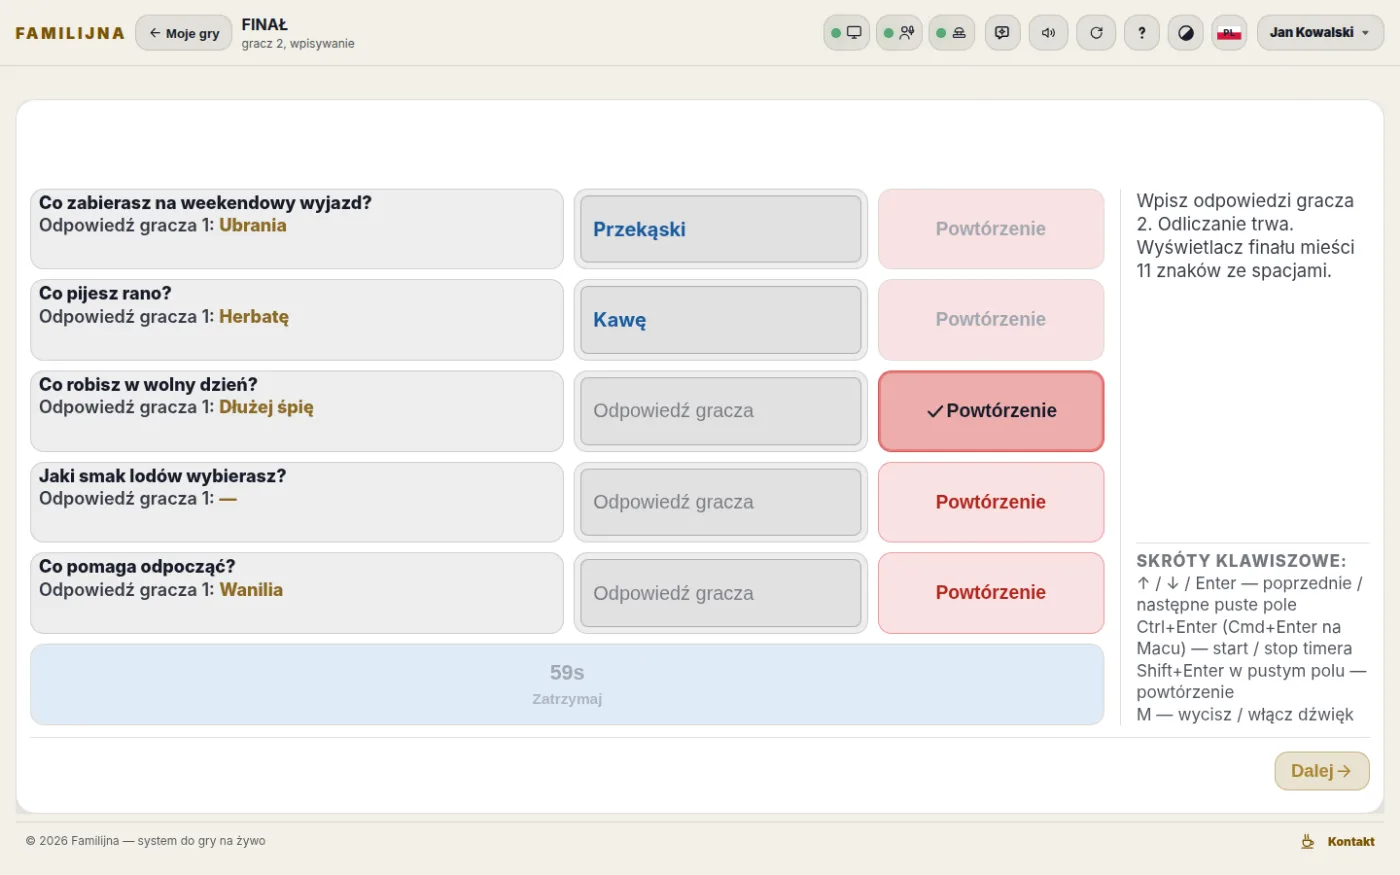 FAMILIJNA
← Moje gry
FINAŁ
gracz 2, wpisywanie
?
PL
Jan Kowalski
Co zabierasz na weekendowy wyjazd?
Odpowiedź gracza 1: Ubrania
Przekąski
Powtórzenie
Co pijesz rano?
Odpowiedź gracza 1: Herbatę
Kawę
Powtórzenie
Co robisz w wolny dzień?
Odpowiedź gracza 1: Dłużej śpię
Odpowiedź gracza
✓ Powtórzenie
Jaki smak lodów wybierasz?
Odpowiedź gracza 1: —
Odpowiedź gracza
Powtórzenie
Co pomaga odpocząć?
Odpowiedź gracza 1: Wanilia
Odpowiedź gracza
Powtórzenie
59s
Zatrzymaj
Wpisz odpowiedzi gracza
2. Odliczanie trwa.
Wyświetlacz finału mieści
11 znaków ze spacjami.
SKRÓTY KLAWISZOWE:
↑ / ↓ / Enter — poprzednie /
następne puste pole
Ctrl+Enter (Cmd+Enter na
Macu) — start / stop timera
Shift+Enter w pustym polu —
powtórzenie
M — wycisz / włącz dźwięk
Dalej →
© 2026 Familijna — system do gry na żywo
Kontakt